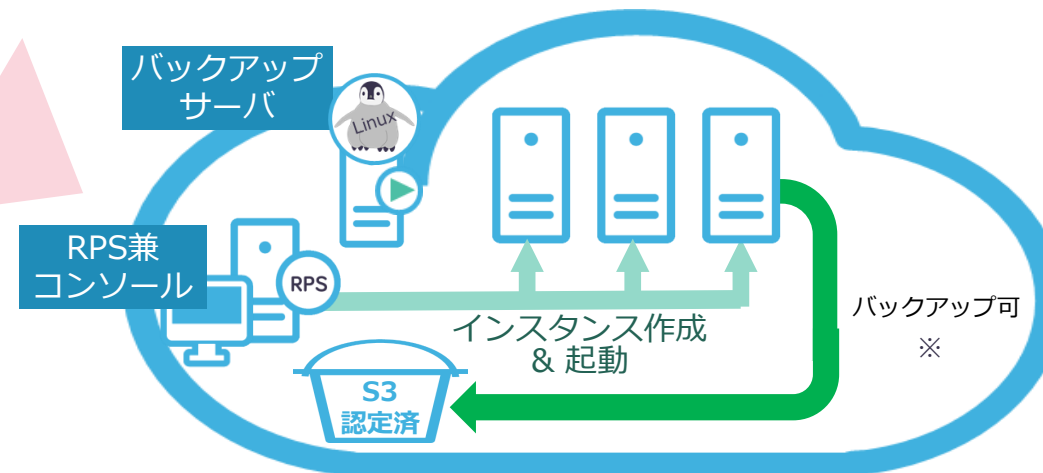 バックアップ
サーバ
Linux
RPS兼
コンソール
RPS
インスタンス作成
& 起動
バックアップ可
※
S3
認定済